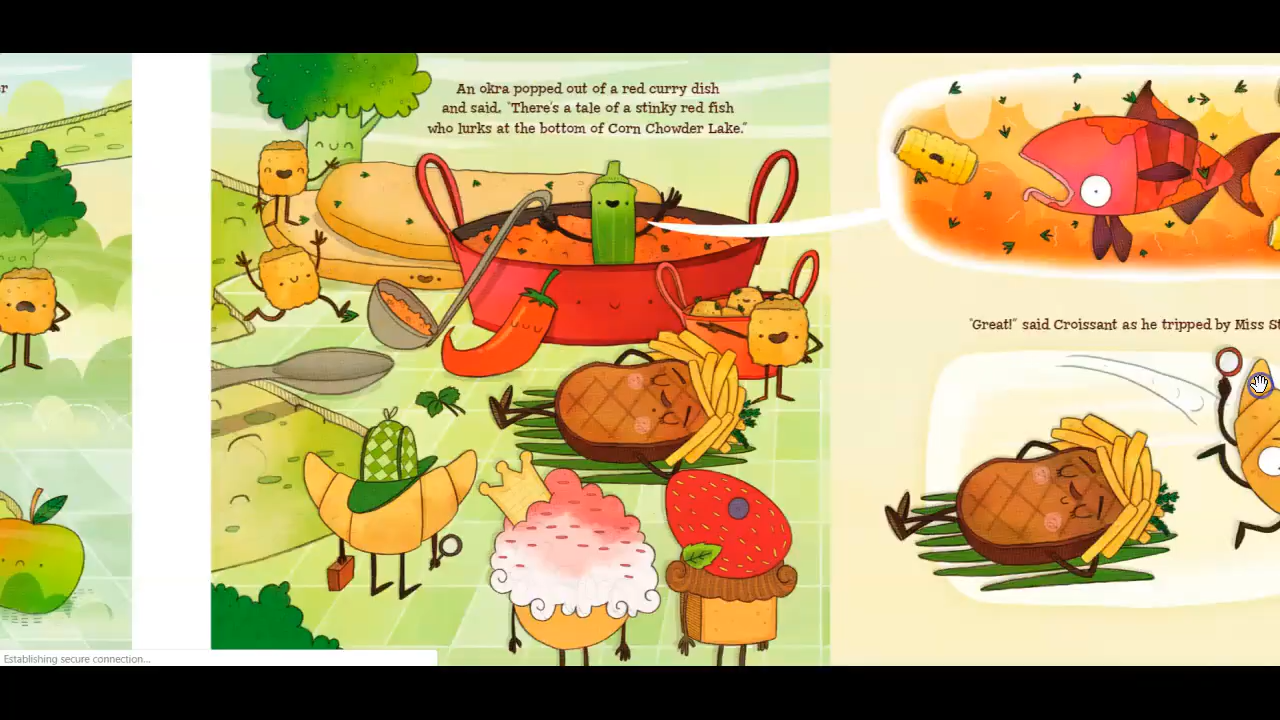 r
An okra popped out of a red curry dish
and said, "There's a tale of a stinky red fish
who lurks at the bottom of Corn Chowder Lake."
"Great!" said Croissant as he tripped by Miss St
Establishing secure connection...